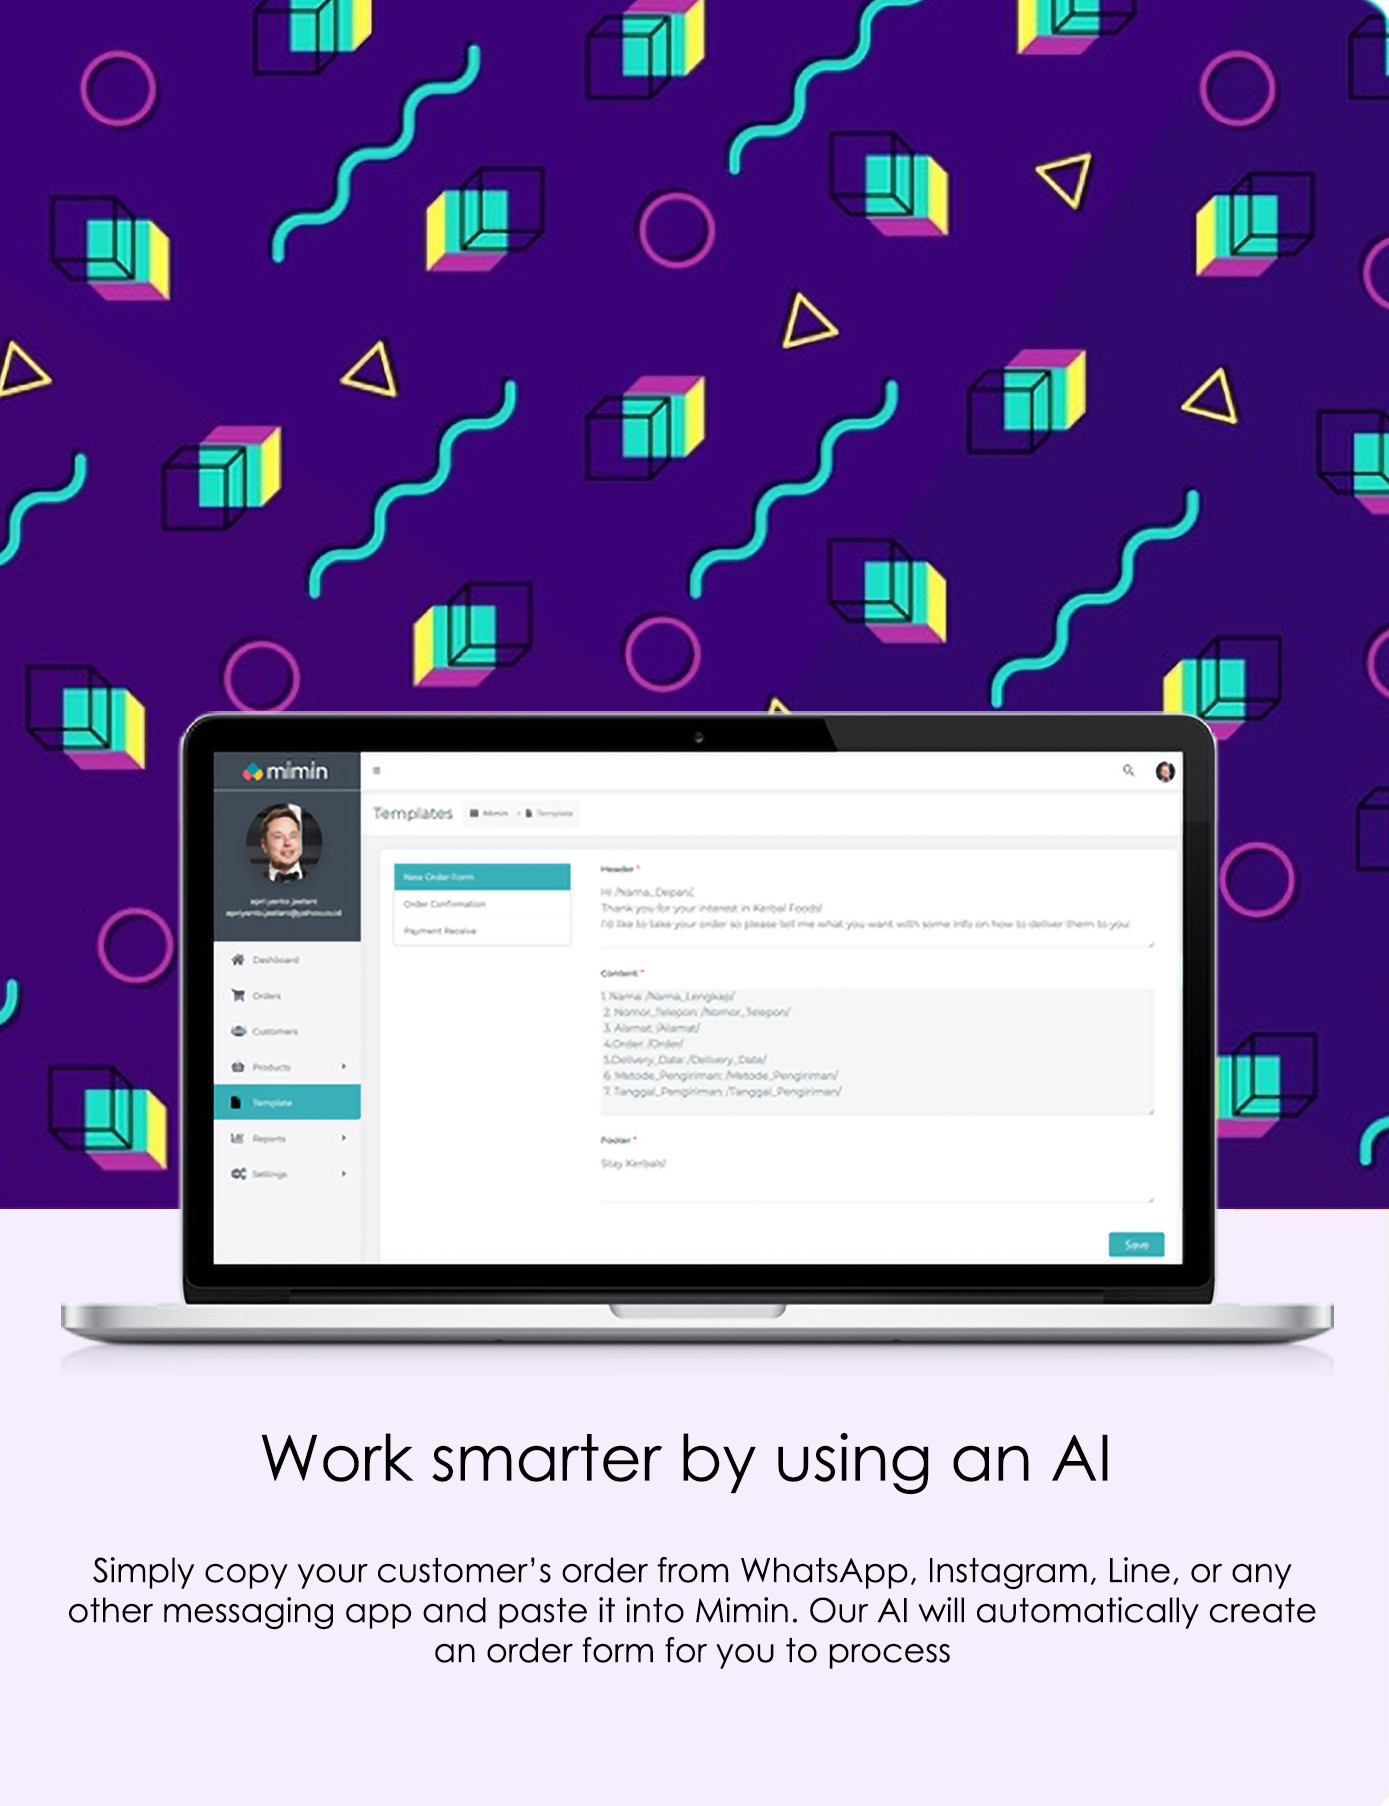 mimin
Templates
Mimin > Template
apriyanto.jaelani
New Order Form
Order Confirmation
Payment Receive
Dashboard
Orders
Customers
Products
Template
Reports
Settings
Header *
Hi /Nama_Depan/,
Thank you for your interest in Kerbal Foods!
I'd like to take your order so please tell me what you want with some info on how to deliver them to you:
Content *
1. Nama: /Nama_Lengkap/
2. Nomor_Telepon: /Nomor_Telepon/
3. Alamat: /Alamat/
4.Order: /Order/
5.Delivery_Date: /Delivery_Date/
6. Metode_Pengiriman: /Metode_Pengiriman/
7. Tanggal_Pengiriman: /Tanggal_Pengiriman/
Footer *
Stay Kerbals!
Save
Work smarter by using an AI
Simply copy your customer’s order from WhatsApp, Instagram, Line, or any
other messaging app and paste it into Mimin. Our AI will automatically create
an order form for you to process